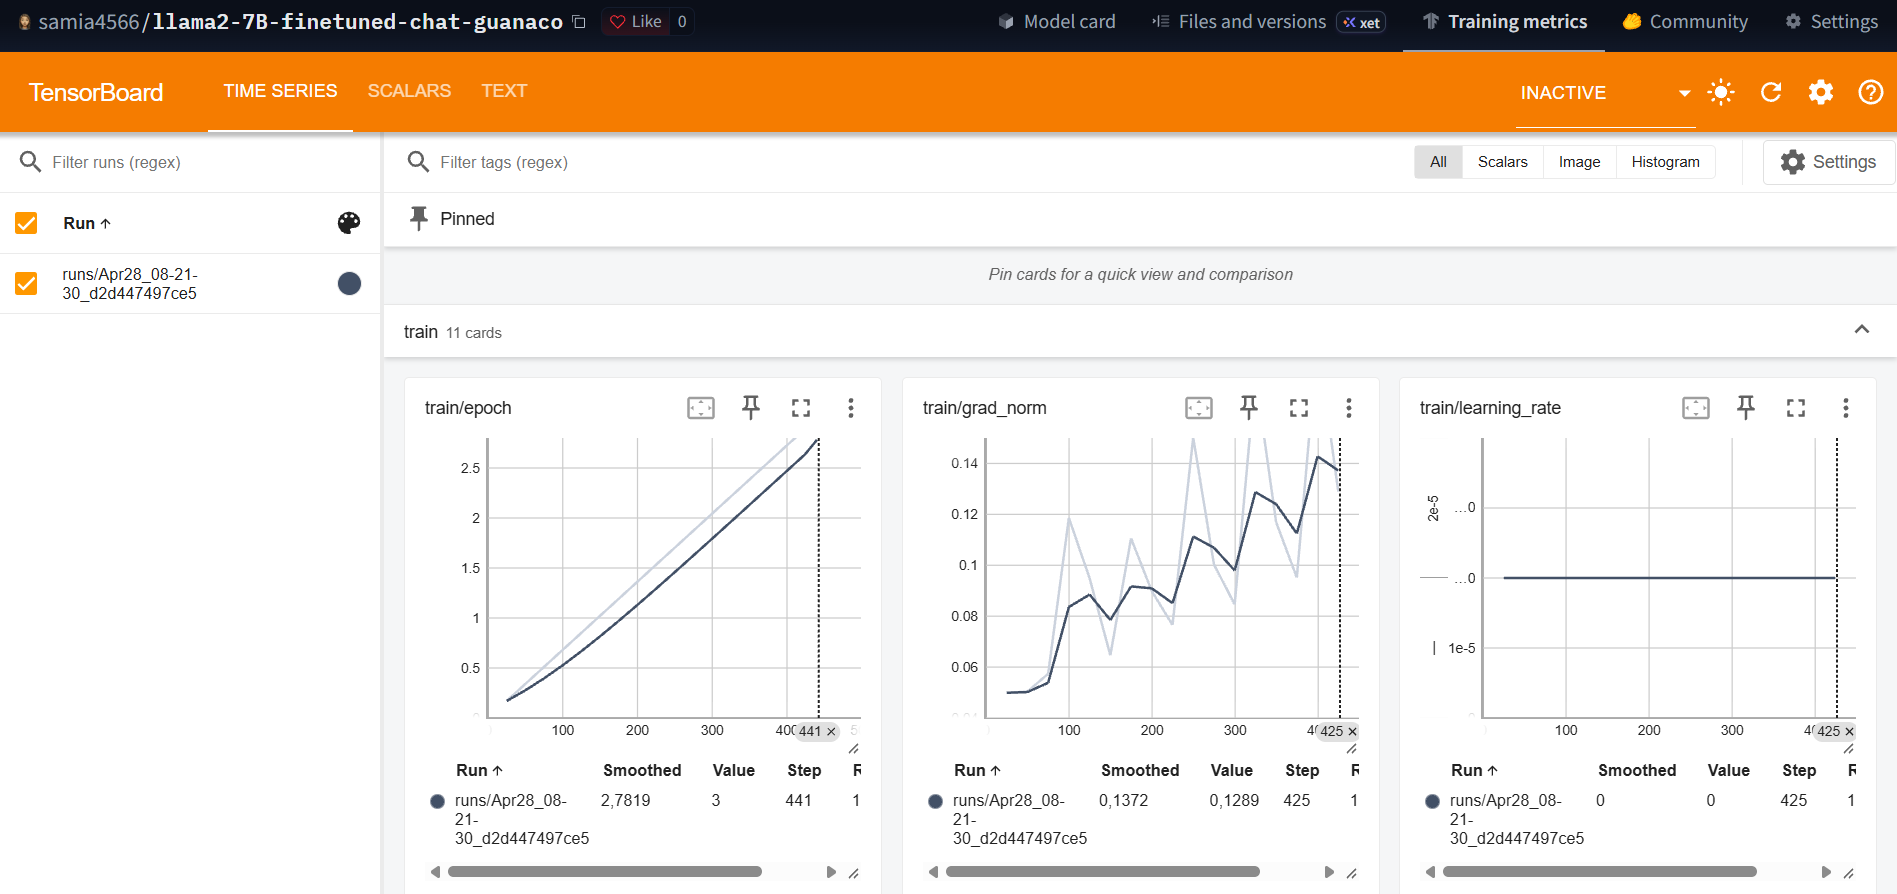 samia4566/llama2-7B-finetuned-chat-guanaco Like 0 Model card Files and versions xet Training metrics Community Settings
TensorBoard TIME SERIES SCALARS TEXT INACTIVE
Filter runs (regex)
Run
runs/Apr28_08-21-
30_d2d447497ce5
Filter tags (regex) All Scalars Image Histogram Settings
Pinned
Pin cards for a quick view and comparison
train 11 cards
train/epoch
2.5
2
1.5
1
0.5
100 200 300 400 441
Run Smoothed Value Step R
runs/Apr28_08- 2,7819 3 441 1
21-
30_d2d447497ce5
train/grad_norm
0.14
0.12
0.1
0.08
0.06
100 200 300 425
Run Smoothed Value Step R
runs/Apr28_08- 0,1372 0,1289 425 1
21-
30_d2d447497ce5
train/learning_rate
2e-5
...0
...0
1e-5
100 200 300 425
Run Smoothed Value Step R
runs/Apr28_08- 0 0 425 1
21-
30_d2d447497ce5